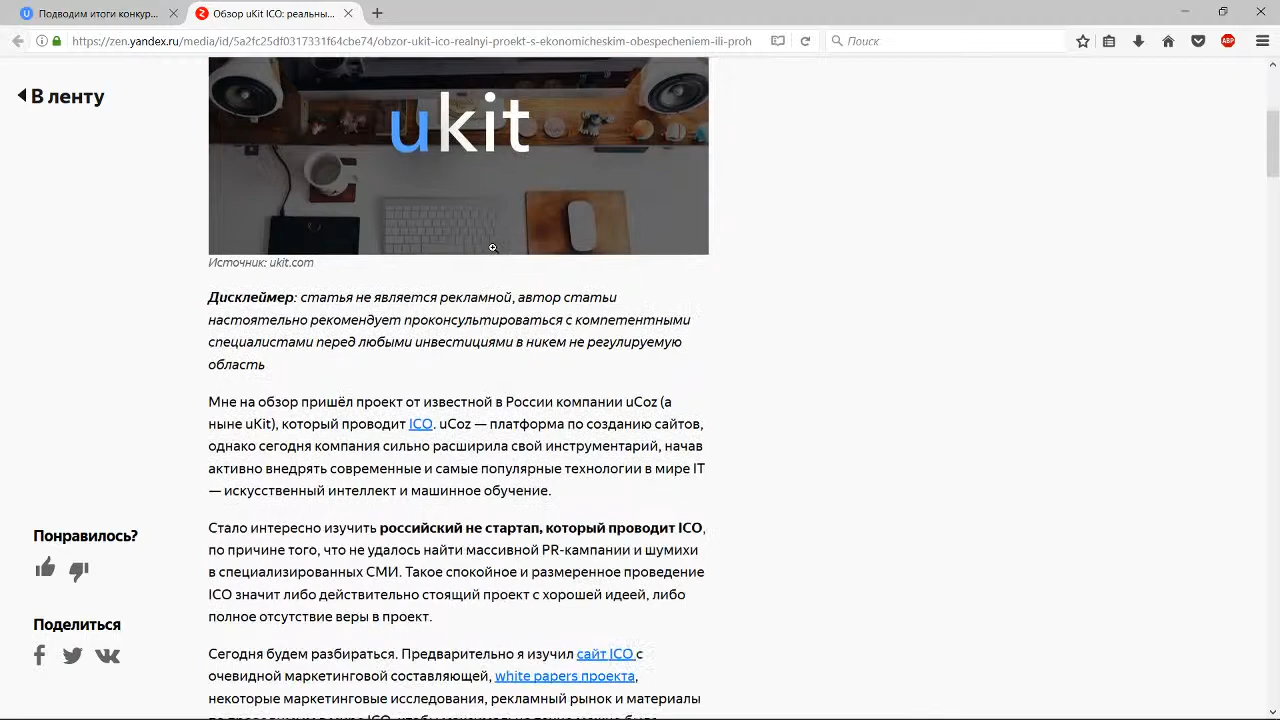 Подводим итоги конкур...
Обзор uKit ICO: реальны...
https://zen.yandex.ru/media/id/5a2fc25df0317331f64cbe74/obzor-ukit-ico-realnyi-proekt-s-ekonomicheskim-obespecheniem-ili-proh
Поиск
ABP
В ленту
ukit
Источник: ukit.com
Дисклеймер: статья не является рекламной, автор статьи
настоятельно рекомендует проконсультироваться с компетентными
специалистами перед любыми инвестициями в никем не регулируемую
область
Мне на обзор пришёл проект от известной в России компании uCoz (а
ныне uKit), который проводит ICO. uCoz — платформа по созданию сайтов,
однако сегодня компания сильно расширила свой инструментарий, начав
активно внедрять современные и самые популярные технологии в мире IT
— искусственный интеллект и машинное обучение.
Стало интересно изучить российский не стартап, который проводит ICO,
по причине того, что не удалось найти массивной PR-кампании и шумихи
в специализированных СМИ. Такое спокойное и размеренное проведение
ICO значит либо действительно стоящий проект с хорошей идеей, либо
полное отсутствие веры в проект.
Понравилось?
Поделиться
Сегодня будем разбираться. Предварительно я изучил сайт ICO с
очевидной маркетинговой составляющей, white papers проекта,
некоторые маркетинговые исследования, рекламный рынок и материалы